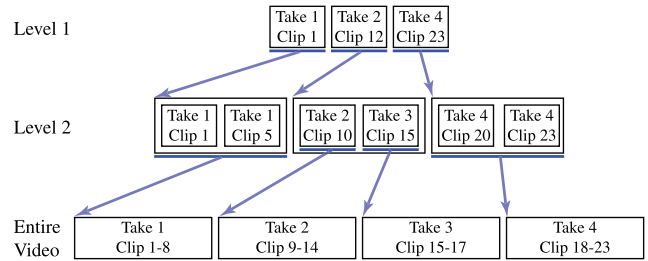 Level 1
Take 1 Take 2 Take 4
Clip 1 Clip 12 Clip 23
Level 2
Take 1 Take 1 Take 2 Take 3 Take 4 Take 4
Clip 1 Clip 5 Clip 10 Clip 15 Clip 20 Clip 23
Entire
Video
Take 1 Take 2 Take 3 Take 4
Clip 1-8 Clip 9-14 Clip 15-17 Clip 18-23